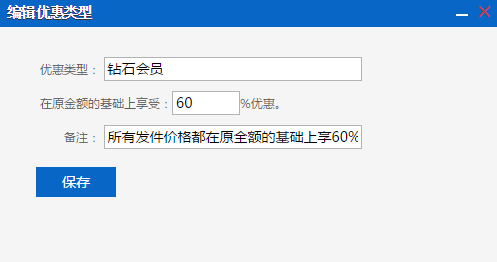 编辑优惠类型
优惠类型： 钻石会员
在原金额的基础上享受： 60 %优惠。
备注： 所有发件价格都在原全额的基础上享60%
保存